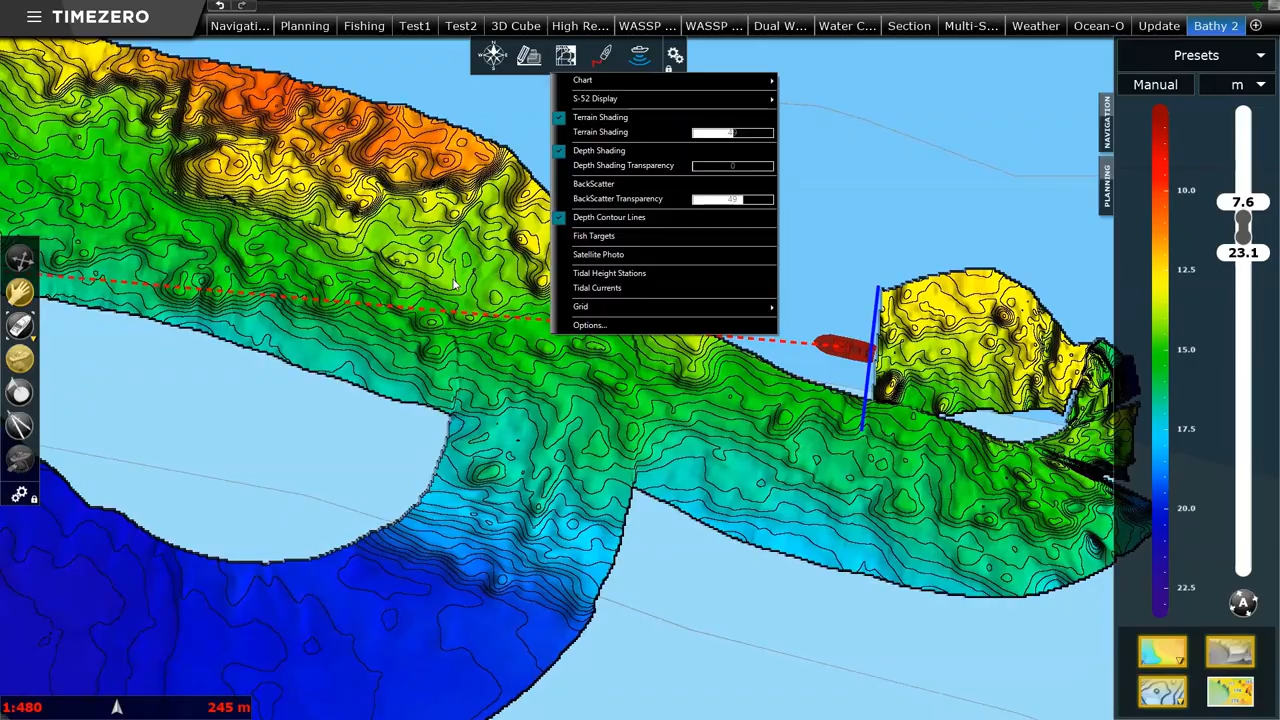 TIMEZERO
Navigati... Planning Fishing Test1 Test2 3D Cube High Re... WASSP ... WASSP ... Dual W... Water C... Section Multi-S... Weather Ocean-O Update Bathy 2
Presets
Manual m
NAVIGATION
PLANNING
Chart
S-52 Display
Terrain Shading
Terrain Shading 49
Depth Shading
Depth Shading Transparency 0
BackScatter
BackScatter Transparency 49
Depth Contour Lines
Fish Targets
Satellite Photo
Tidal Height Stations
Tidal Currents
Grid
Options...
10.0
12.5
15.0
17.5
20.0
22.5
7.6
23.1
A
1:480 245 m